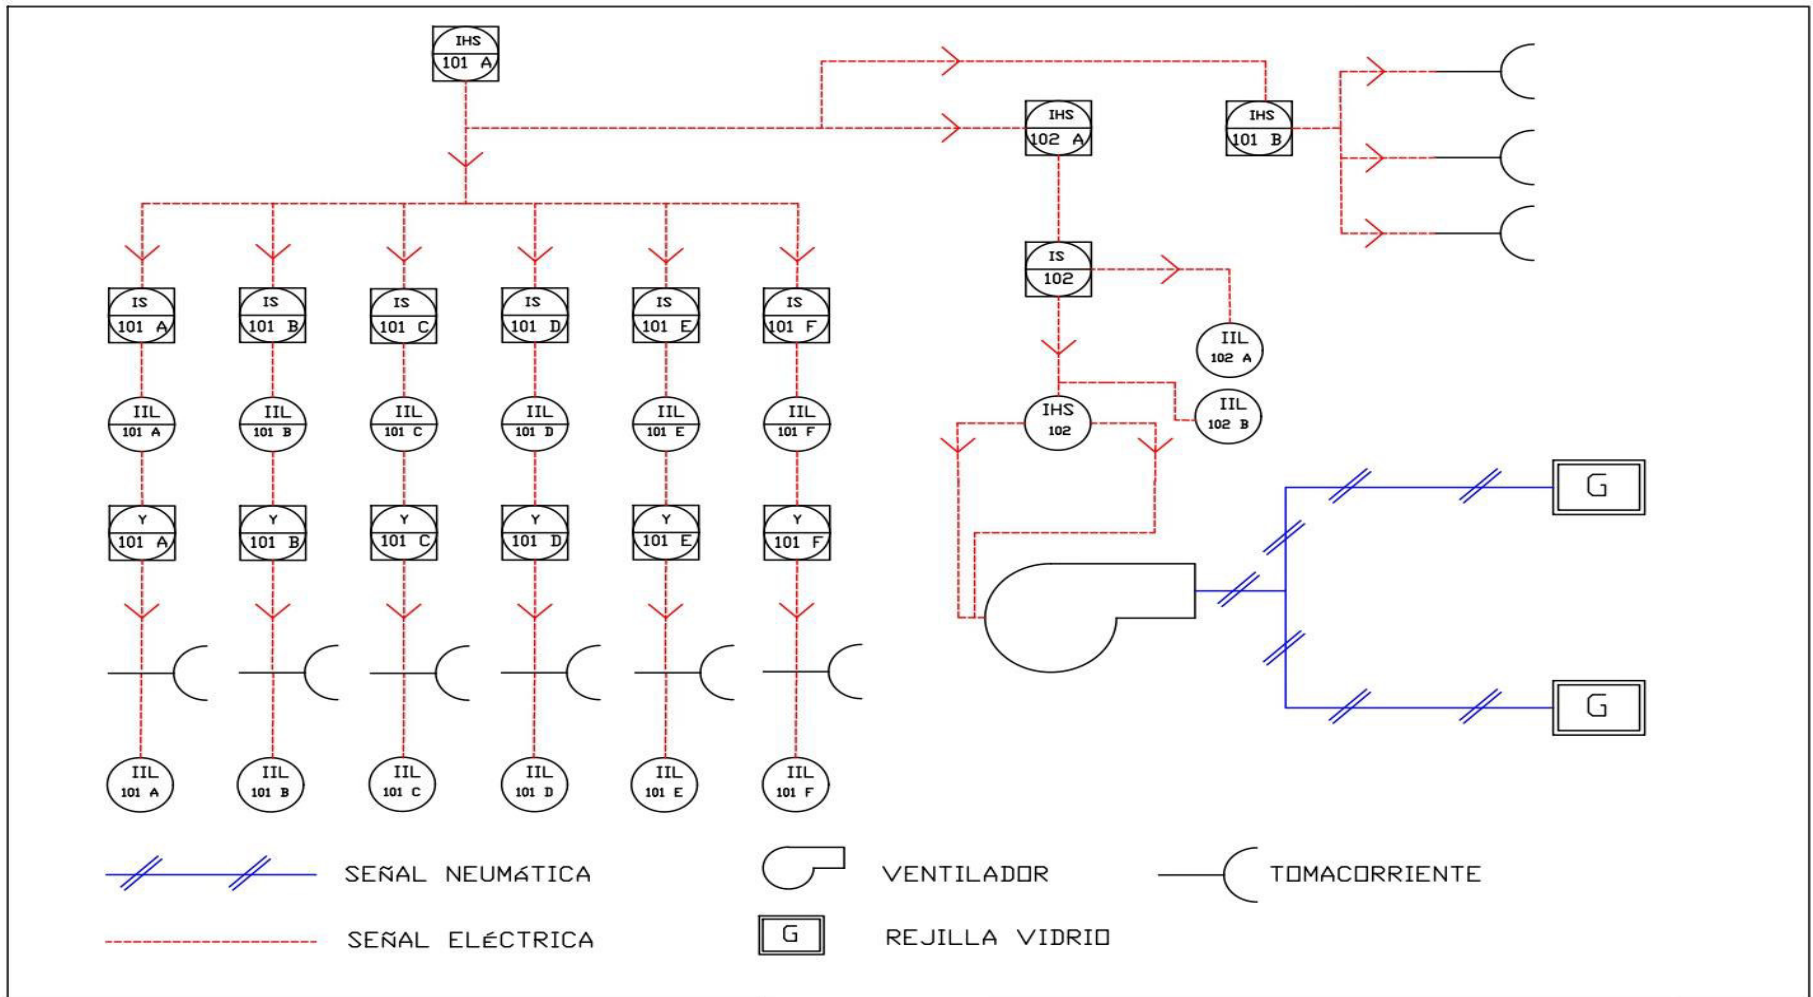 IHS
101 A
IHS
102 A
IHS
101 B
IS
102
IS
101 A
IS
101 B
IS
101 C
IS
101 D
IS
101 E
IS
101 F
IIL
102 A
IIL
101 A
IIL
101 B
IIL
101 C
IIL
101 D
IIL
101 E
IIL
101 F
IHS
102
IIL
102 B
G
Y
101 A
Y
101 B
Y
101 C
Y
101 D
Y
101 E
Y
101 F
G
IIL
101 A
IIL
101 B
IIL
101 C
IIL
101 D
IIL
101 E
IIL
101 F
SEÑAL NEUMáTICA
VENTILADOR
TOMACORRIENTE
SEÑAL ELéCTRICA
G
REJILLA VIDRIO